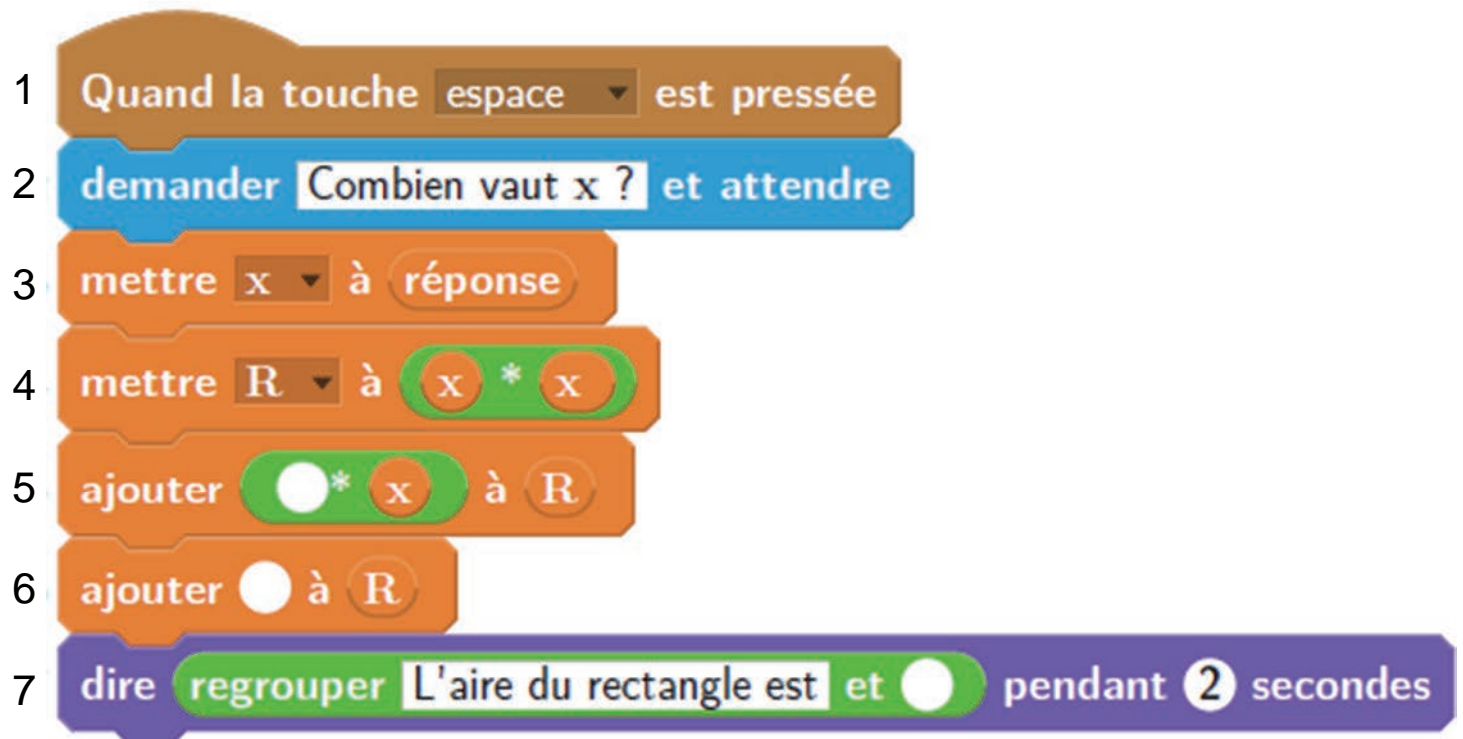 1 Quand la touche espace est pressée
2 demander Combien vaut x ? et attendre
3 mettre x à réponse
4 mettre R à x * x
5 ajouter * x à R
6 ajouter à R
7 dire regrouper L'aire du rectangle est et pendant 2 secondes